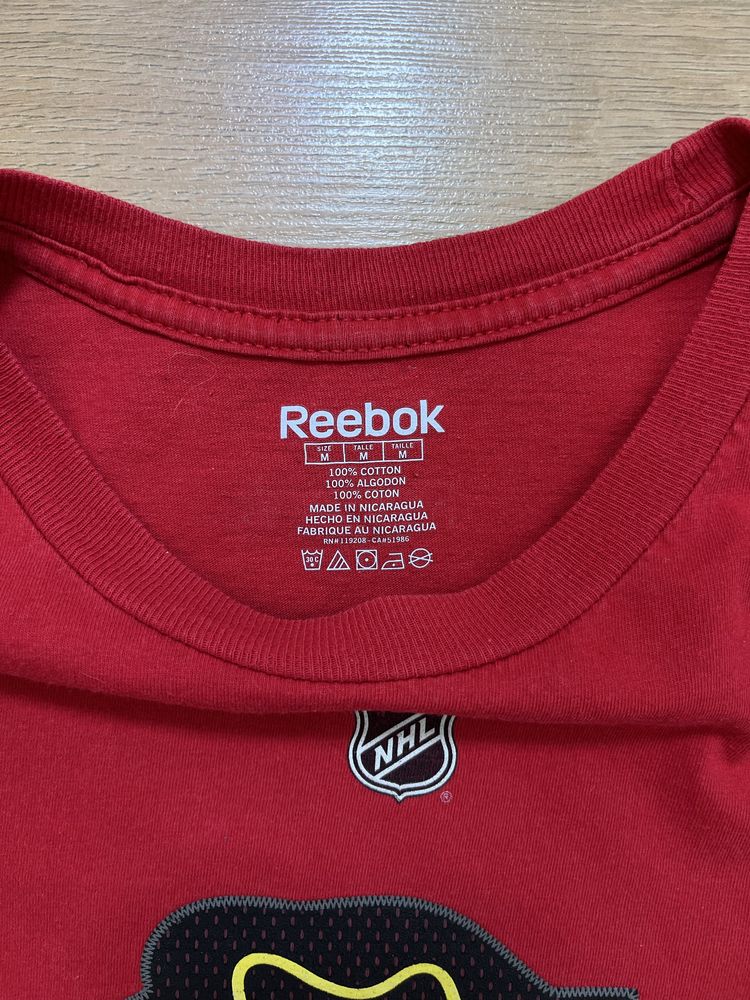 Reebok
SIZE TALLE TAILLE
M M M
100% COTTON
100% ALGODON
100% COTON
MADE IN NICARAGUA
HECHO EN NICARAGUA
FABRIQUE AU NICARAGUA
RN# 119208-CA#51986
30 C
NHL
®